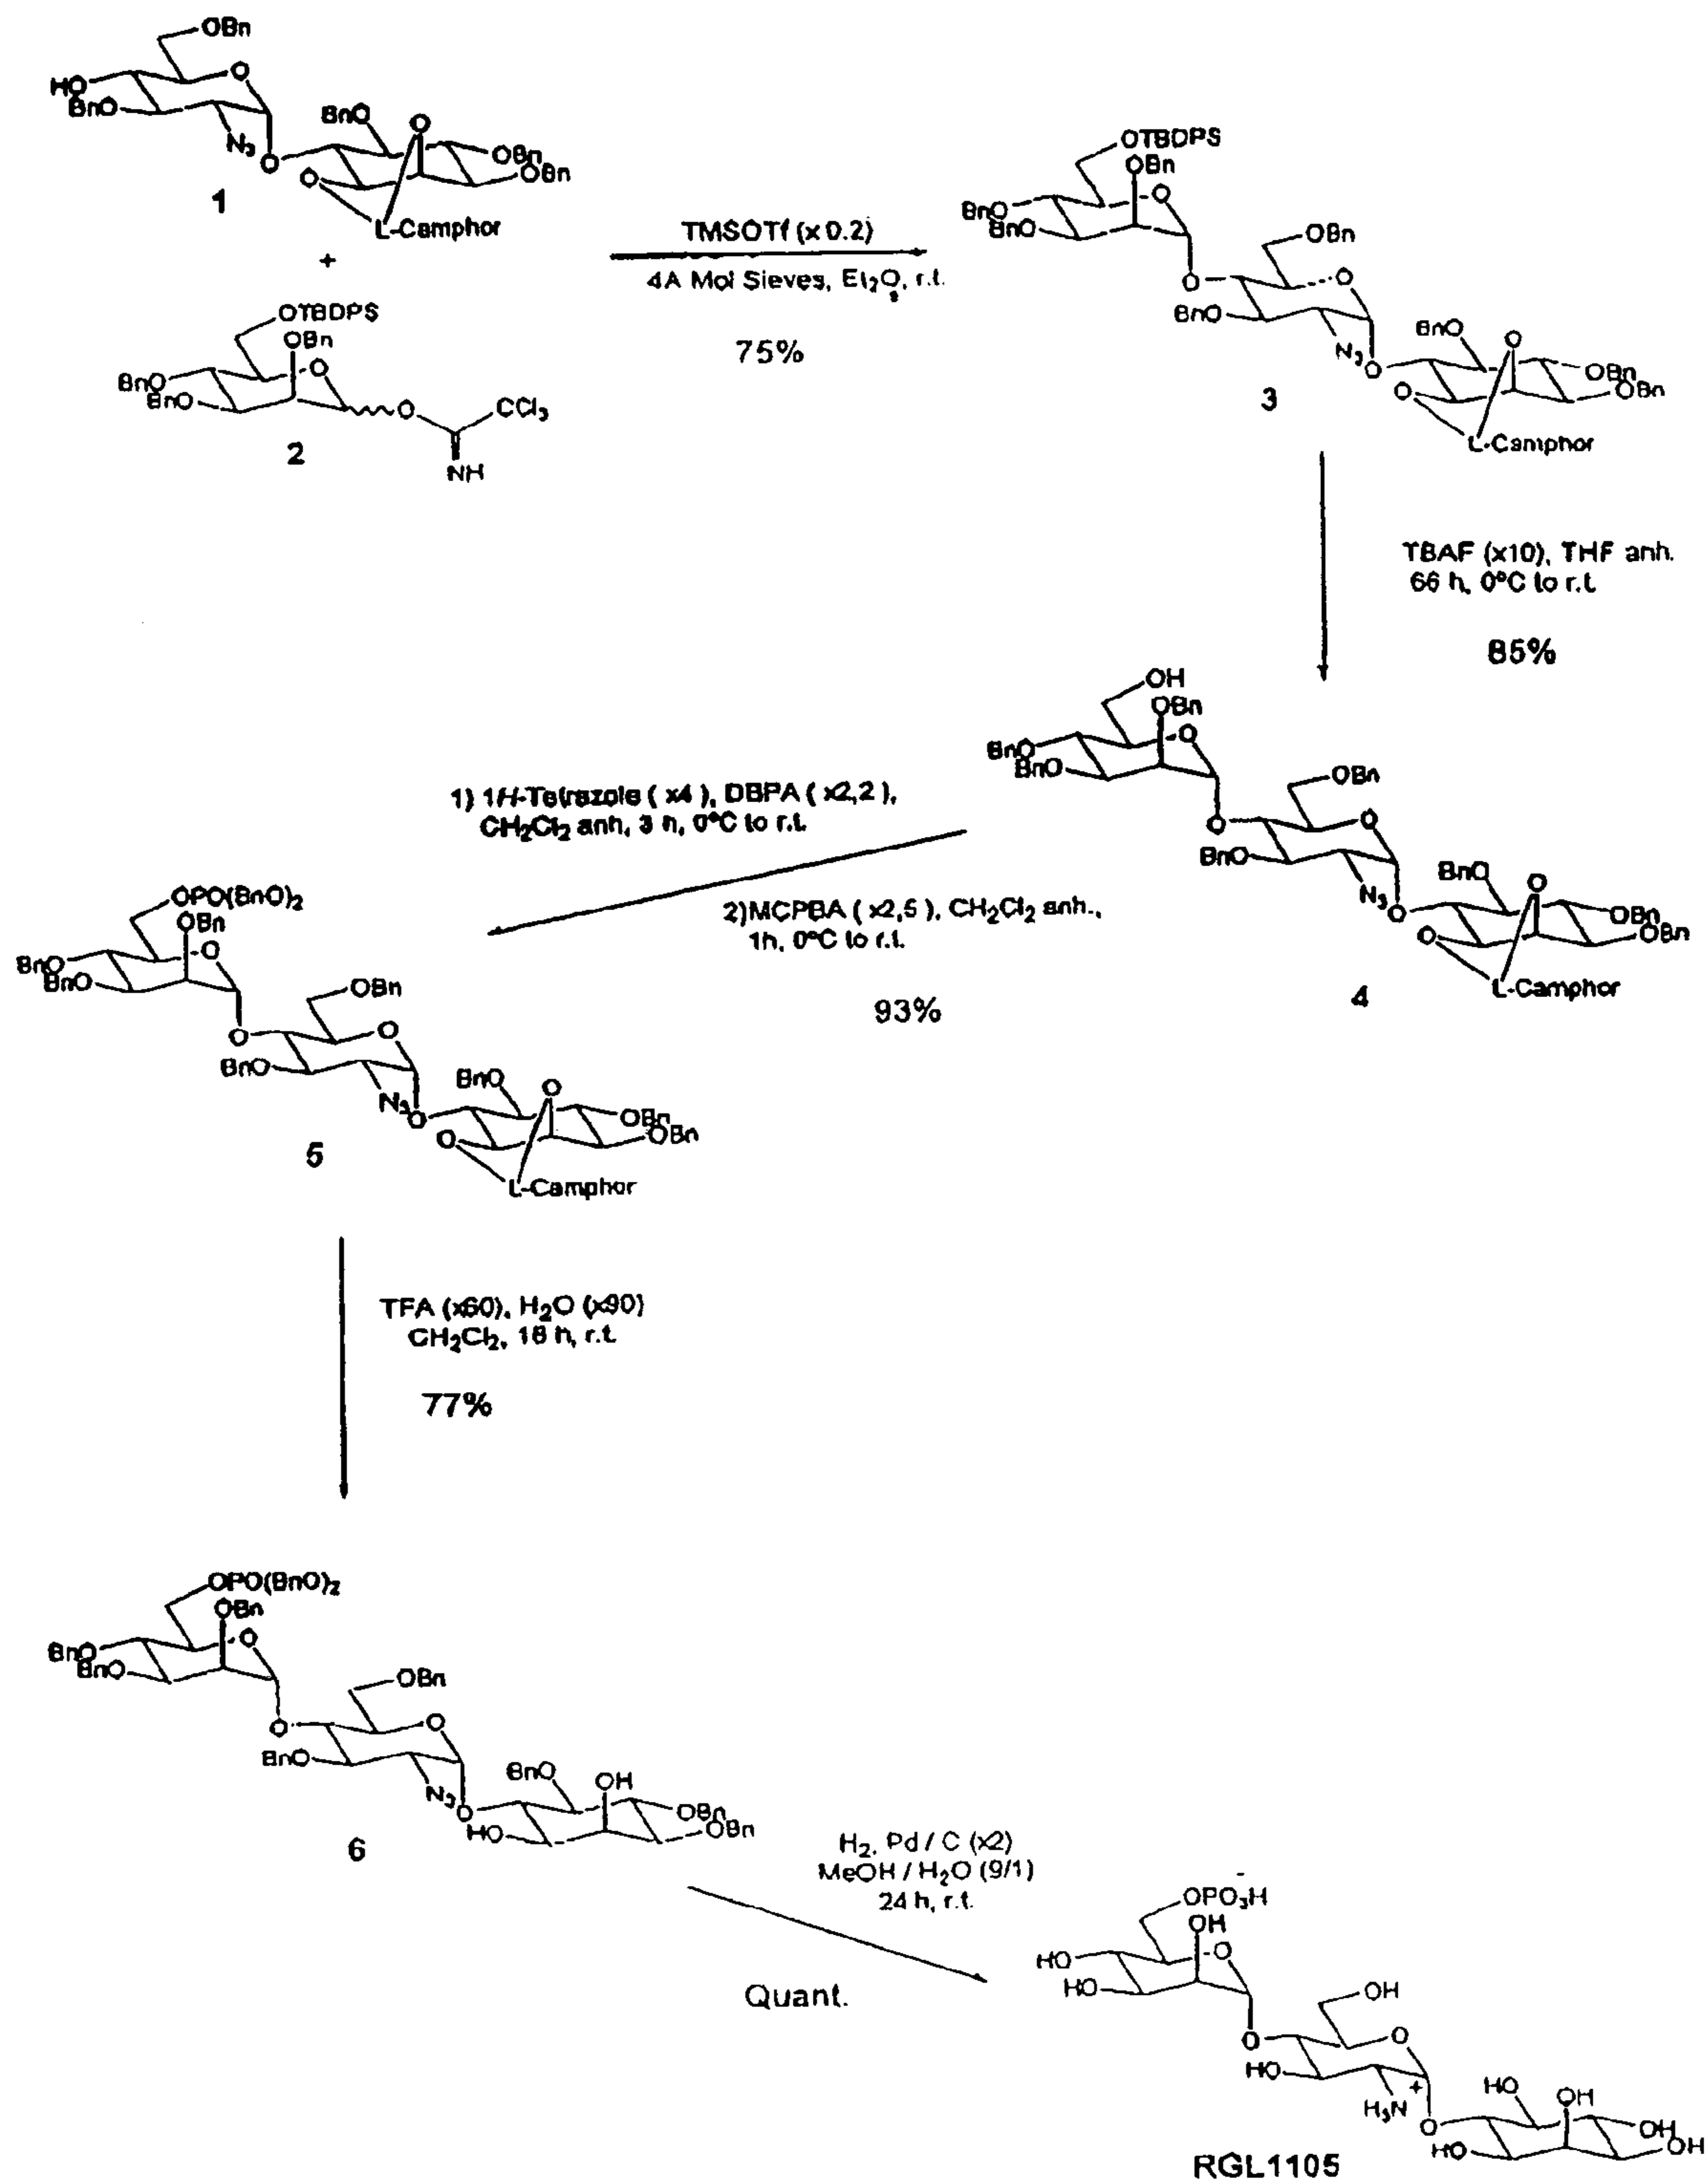 OBn
HO
BnO
N3
O
O
BnO
O
OBn
OBn
O
L-Camphor
1
+
OTBDPS
OBn
O
BnO
BnO
O
CCl3
NH
2
TMSOTf (x 0.2)
4A Mol Sieves, Et2O, r.t.
75%
OTBDPS
OBn
O
BnO
BnO
OBn
O
O
BnO
N3
O
BnO
O
OBn
OBn
O
L-Camphor
3
TBAF (x10), THF anh.
66 h, 0°C to r.t.
85%
OH
OBn
O
BnO
BnO
OBn
O
O
BnO
N3
O
BnO
O
OBn
OBn
O
L-Camphor
4
1) 1H-Tetrazole ( x4 ), DBPA ( x2,2 ),
CH2Cl2 anh, 3 h, 0°C to r.t.
2)MCPBA ( x2,5 ), CH2Cl2 anh.,
1h, 0°C to r.t.
93%
OPO(BnO)2
OBn
O
BnO
BnO
OBn
O
O
BnO
N3
O
BnO
O
OBn
OBn
O
L-Camphor
5
TFA (x60), H2O (x90)
CH2Cl2, 18 h, r.t.
77%
OPO(BnO)2
OBn
O
BnO
BnO
OBn
O
O
BnO
N3
O
BnO
OH
OBn
OBn
HO
6
H2, Pd / C (x2)
MeOH / H2O (9/1)
24 h, r.t.
Quant.
OPO3H-
OH
O
HO
HO
OH
O
O
HO
H3N+
O
HO
OH
OH
OH
HO
RGL1105